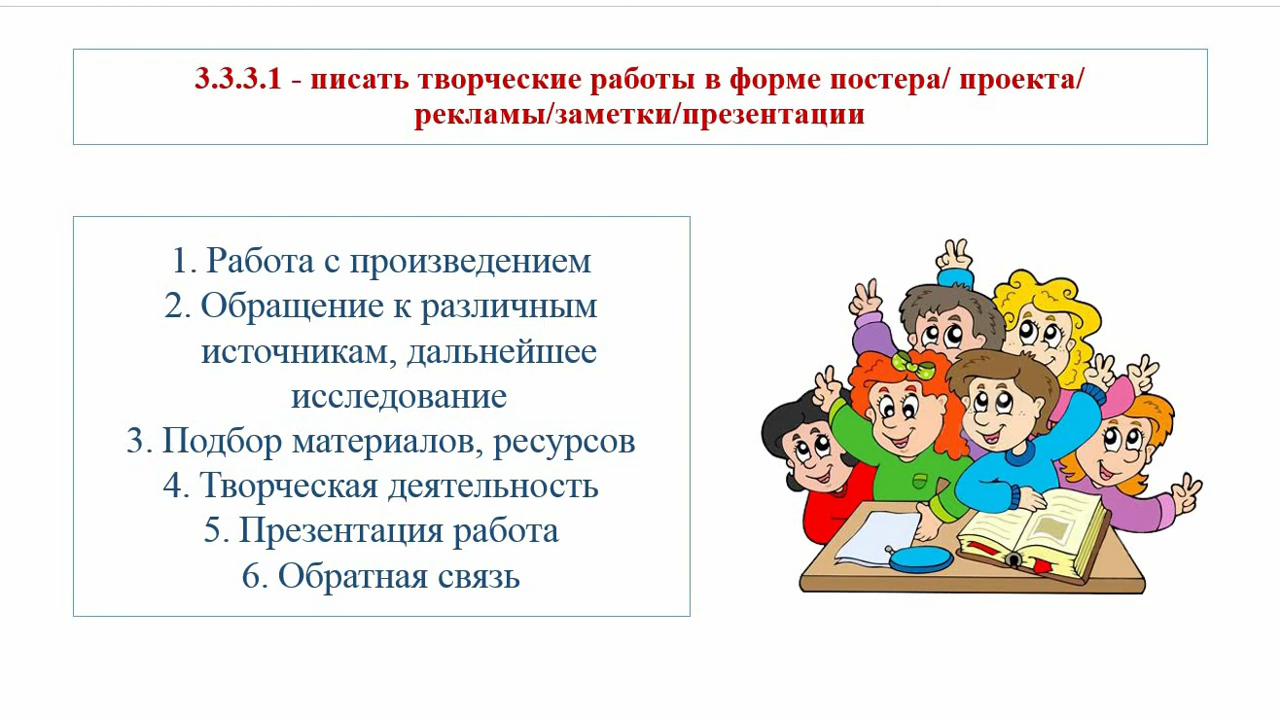 3.3.3.1 - писать творческие работы в форме постера/ проекта/
рекламы/заметки/презентации
1. Работа с произведением
2. Обращение к различным
источникам, дальнейшее
исследование
3. Подбор материалов, ресурсов
4. Творческая деятельность
5. Презентация работа
6. Обратная связь